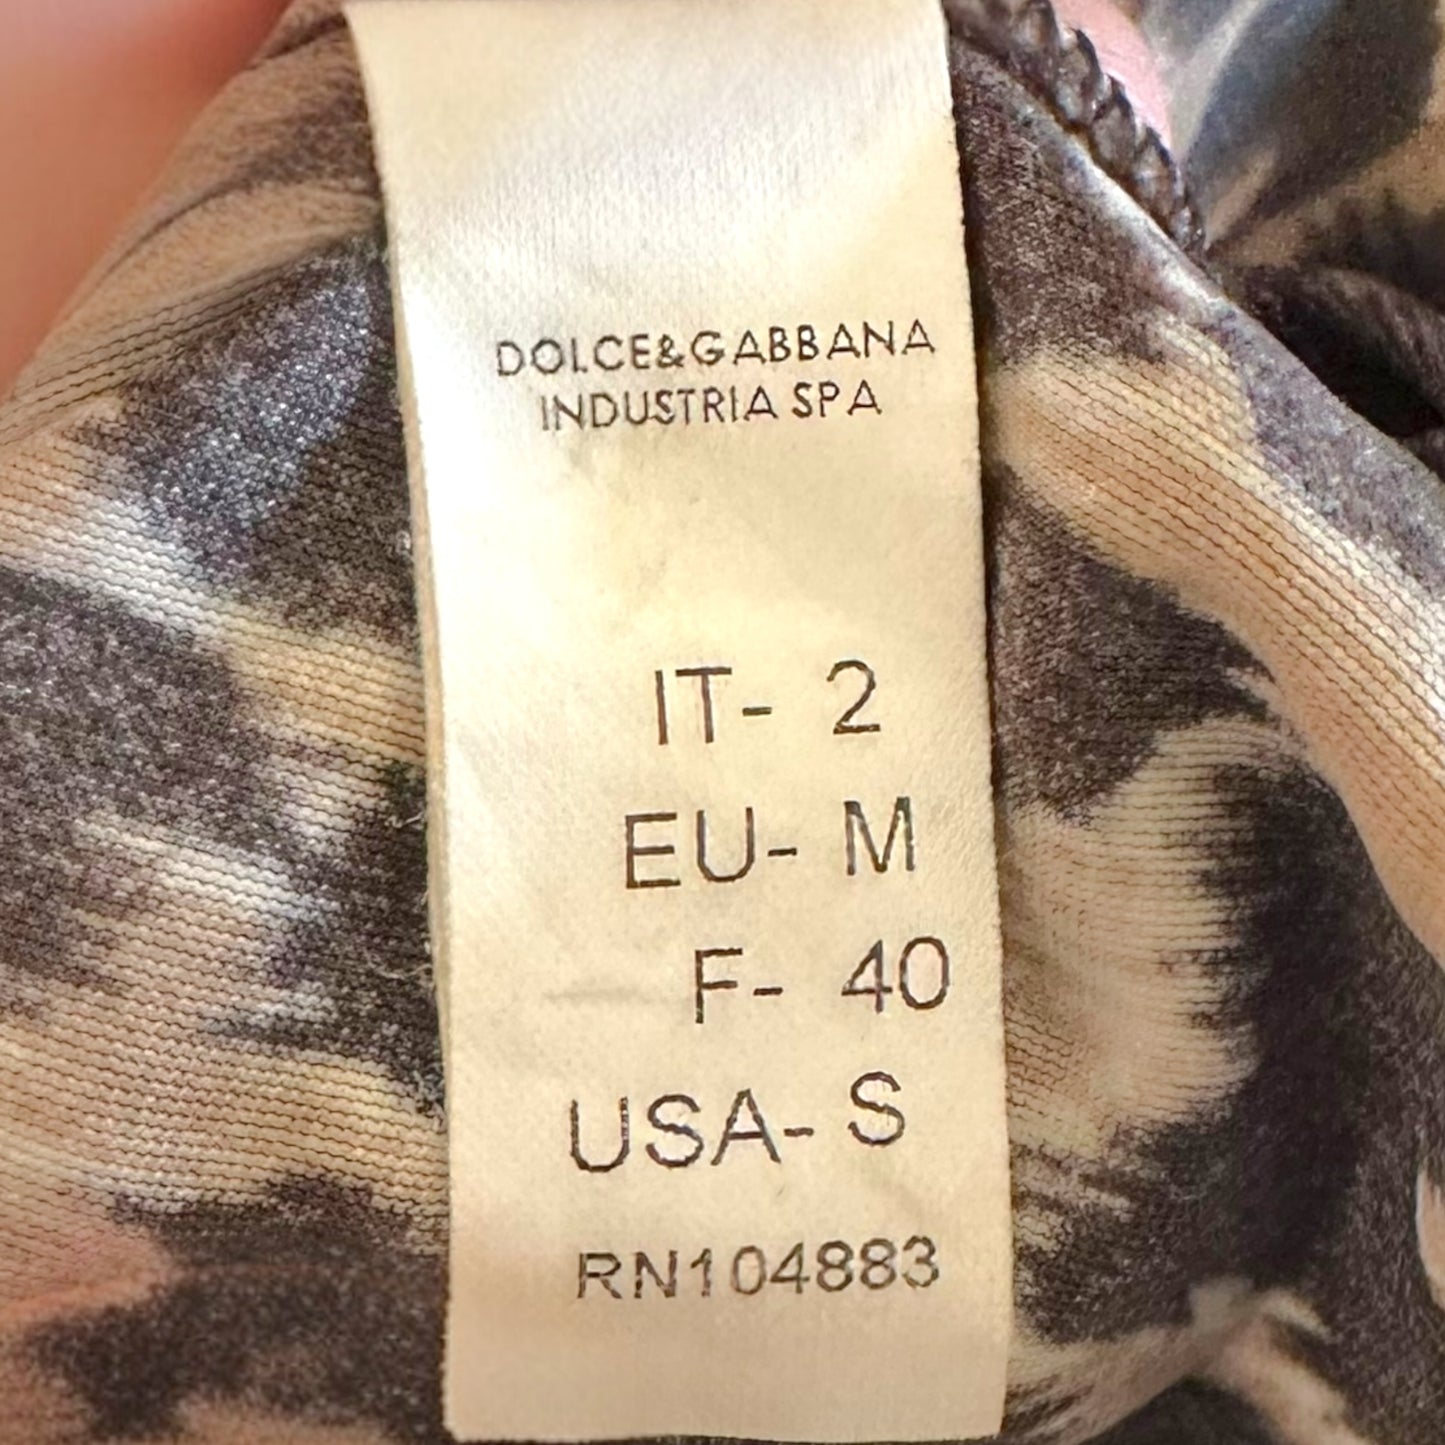 DOLCE&GABBANA
INDUSTRIA SPA
IT- 2
EU- M
F- 40
USA- S
RN104883